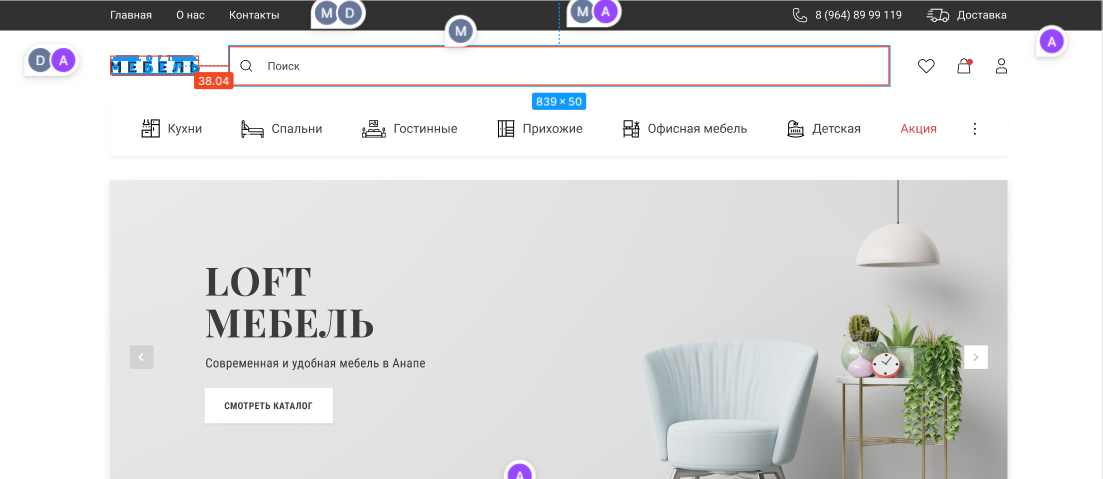 Главная О нас Контакты M D M A 8 (964) 89 99 119 Доставка
M
D A МЕБЕЛЬ Поиск A
38.04
839 × 50
Кухни Спальни Гостинные Прихожие Офисная мебель Детская Акция
LOFT
МЕБЕЛЬ
Современная и удобная мебель в Анапе
СМОТРЕТЬ КАТАЛОГ
A